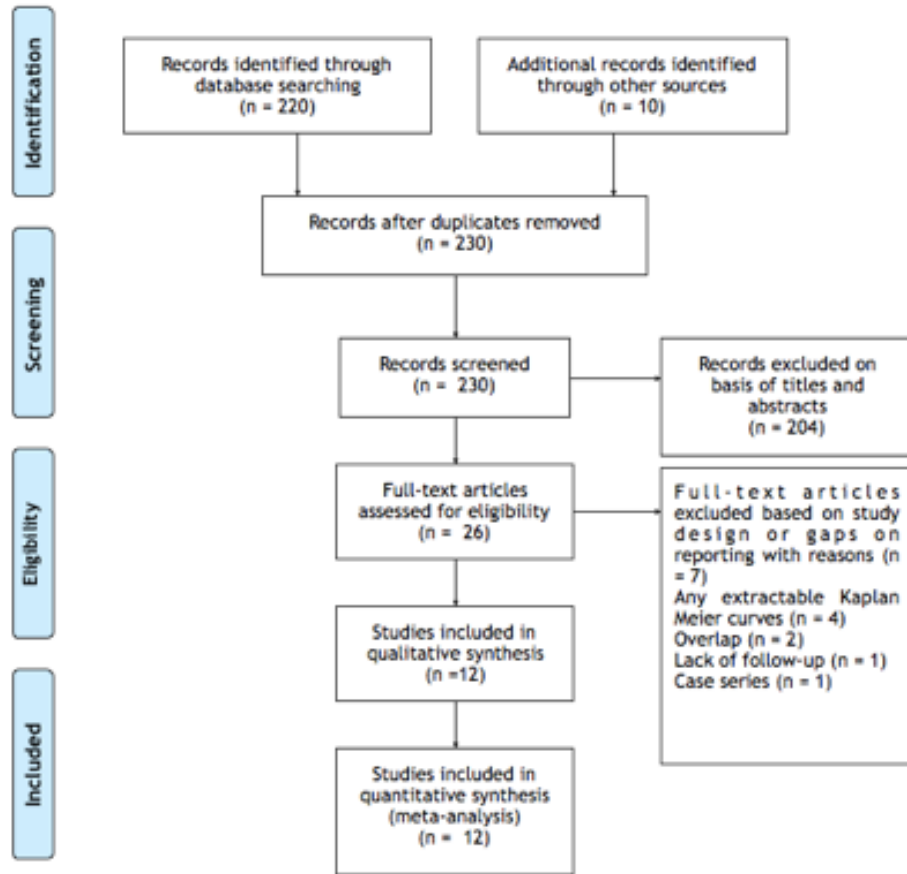 Identification
Records identified through
database searching
(n = 220)
Additional records identified
through other sources
(n = 10)
Records after duplicates removed
(n = 230)
Screening
Records screened
(n = 230)
Records excluded on
basis of titles and
abstracts
(n = 204)
Eligibility
Full-text articles
assessed for eligibility
(n = 26)
Full-text articles
excluded based on study
design or gaps on
reporting with reasons (n
= 7)
Any extractable Kaplan
Meier curves (n = 4)
Overlap (n = 2)
Lack of follow-up (n = 1)
Case series (n = 1)
Studies included in
qualitative synthesis
(n =12)
Included
Studies included in
quantitative synthesis
(meta-analysis)
(n = 12)